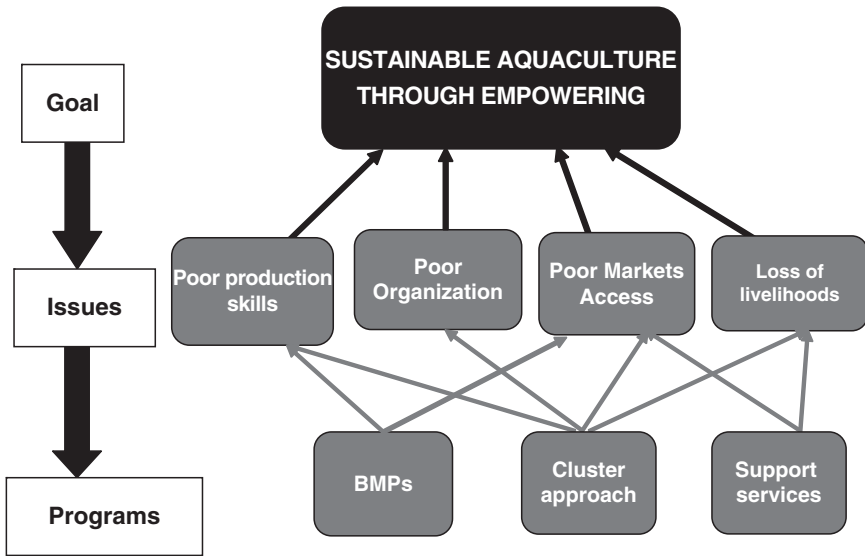 SUSTAINABLE AQUACULTURE
THROUGH EMPOWERING
Goal
Poor production
skills
Poor
Organization
Poor Markets
Access
Loss of
livelihoods
Issues
BMPs
Cluster
approach
Support
services
Programs